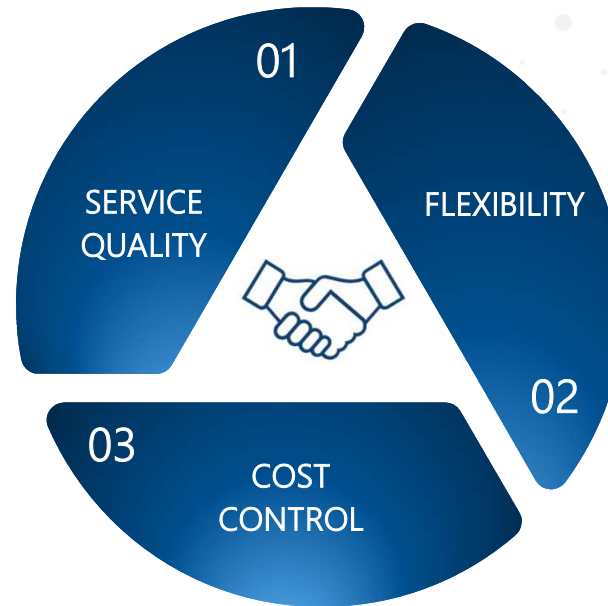 01
SERVICE
QUALITY
FLEXIBILITY
02
03
COST
CONTROL